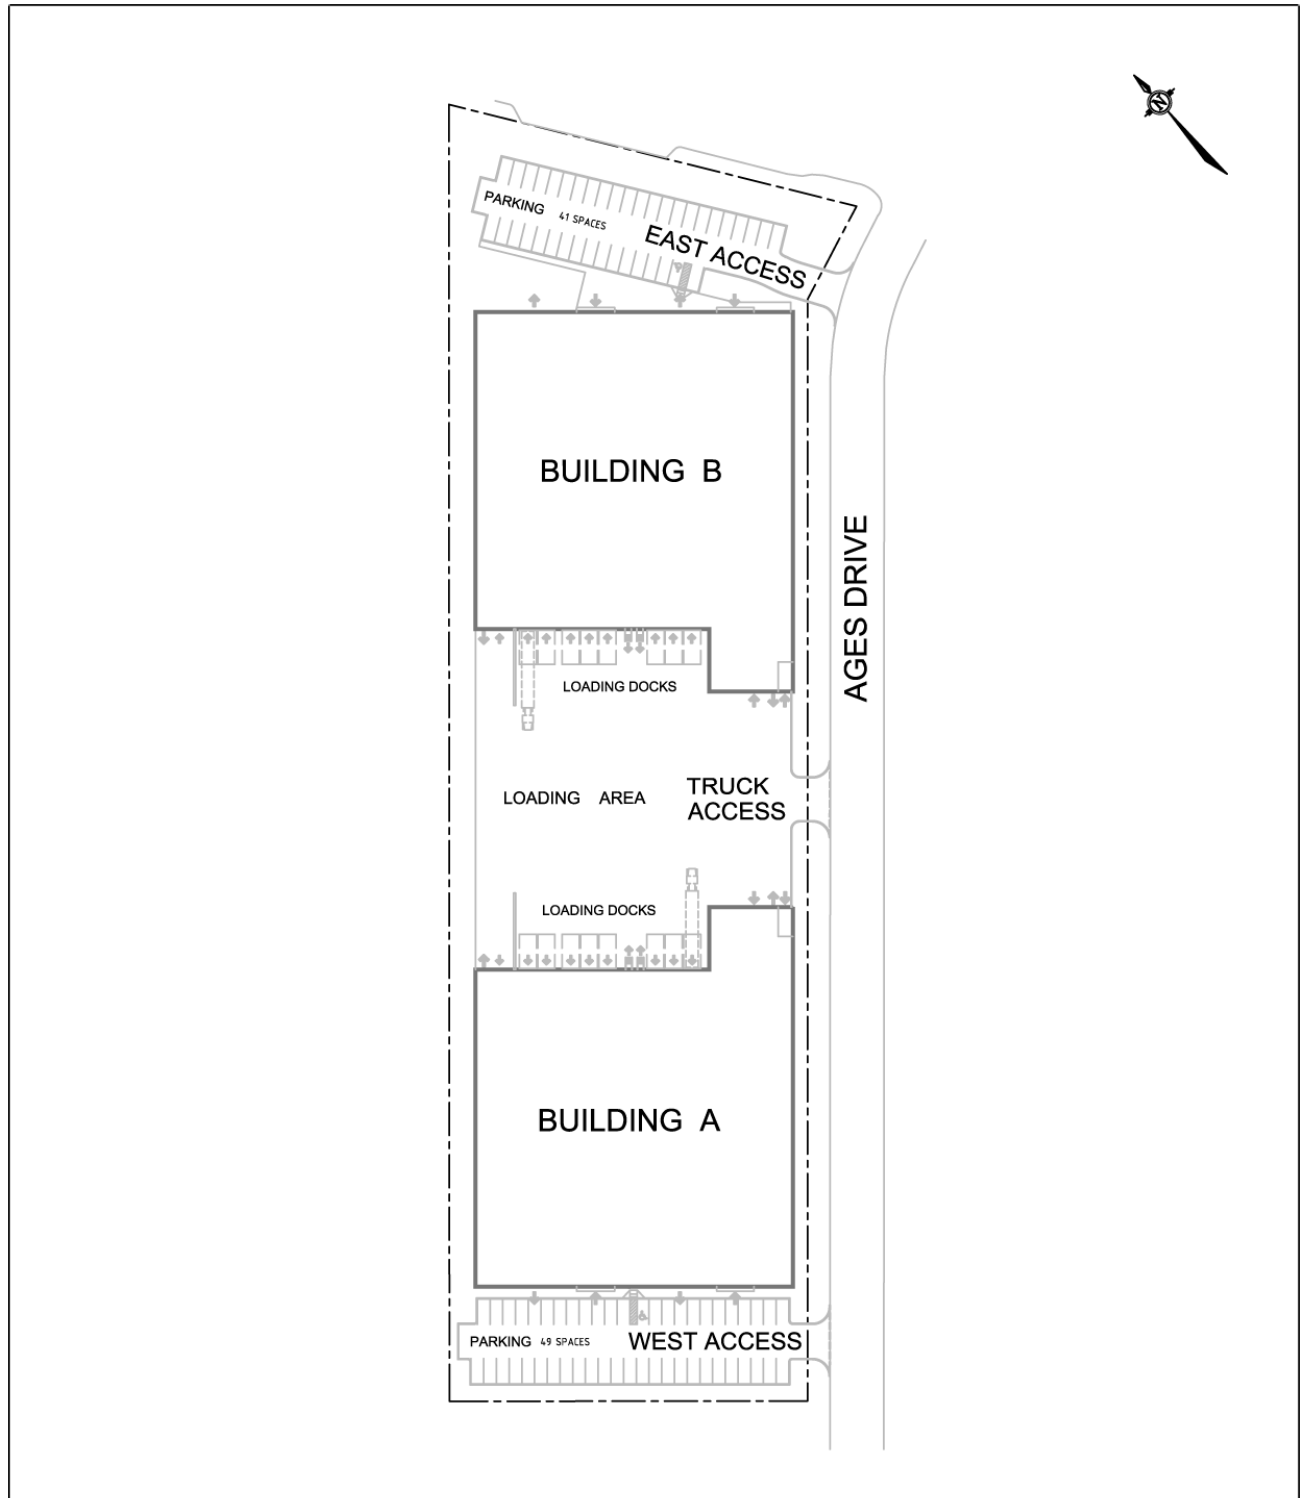 N
PARKING 41 SPACES
EAST ACCESS
BUILDING B
AGES DRIVE
LOADING DOCKS
LOADING AREA
TRUCK
ACCESS
LOADING DOCKS
BUILDING A
PARKING 49 SPACES
WEST ACCESS